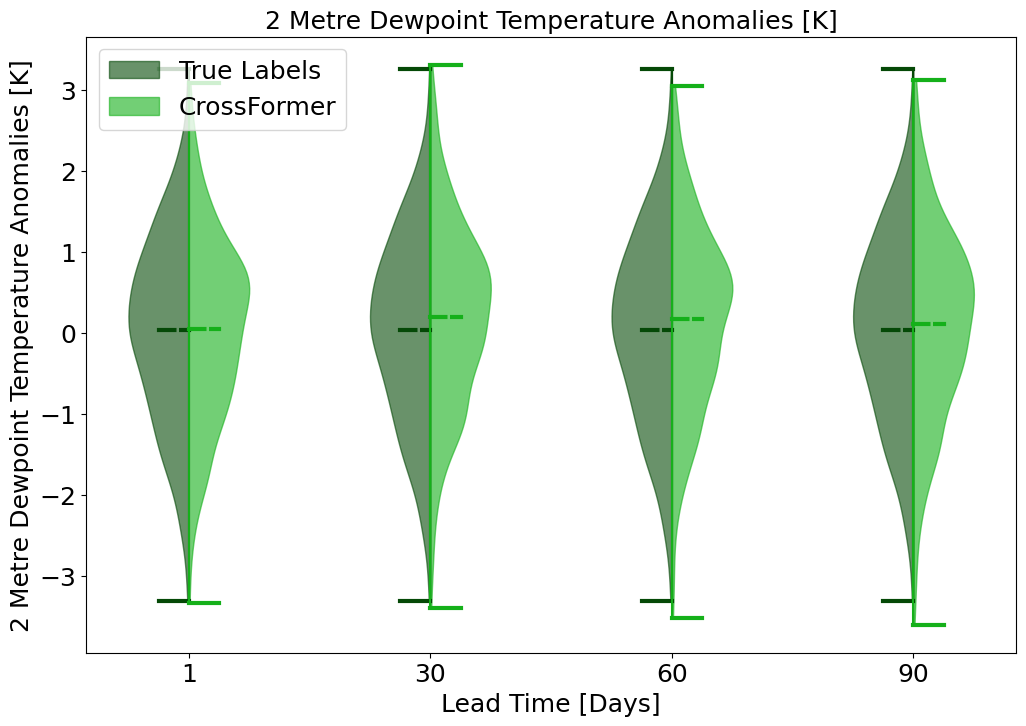 2 Metre Dewpoint Temperature Anomalies [K]
True Labels
CrossFormer
2 Metre Dewpoint Temperature Anomalies [K]
3
2
1
0
−1
−2
−3
1 30 60 90
Lead Time [Days]